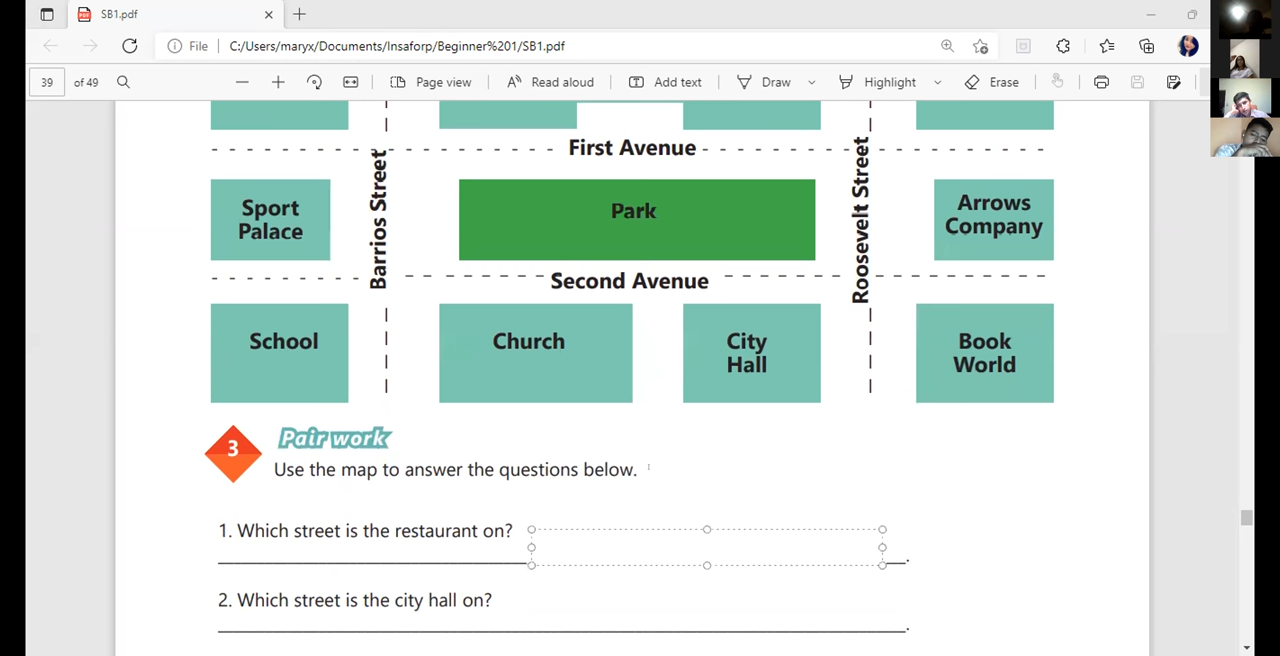 SB1.pdf
File C:/Users/maryx/Documents/Insaforp/Beginner%201/SB1.pdf
39 of 49 Page view Read aloud Add text Draw Highlight Erase
First Avenue
Barrios Street
Roosevelt Street
Sport
Palace
Park
Arrows
Company
Second Avenue
School
Church
City
Hall
Book
World
3 Pair work
Use the map to answer the questions below.
1. Which street is the restaurant on?
2. Which street is the city hall on?